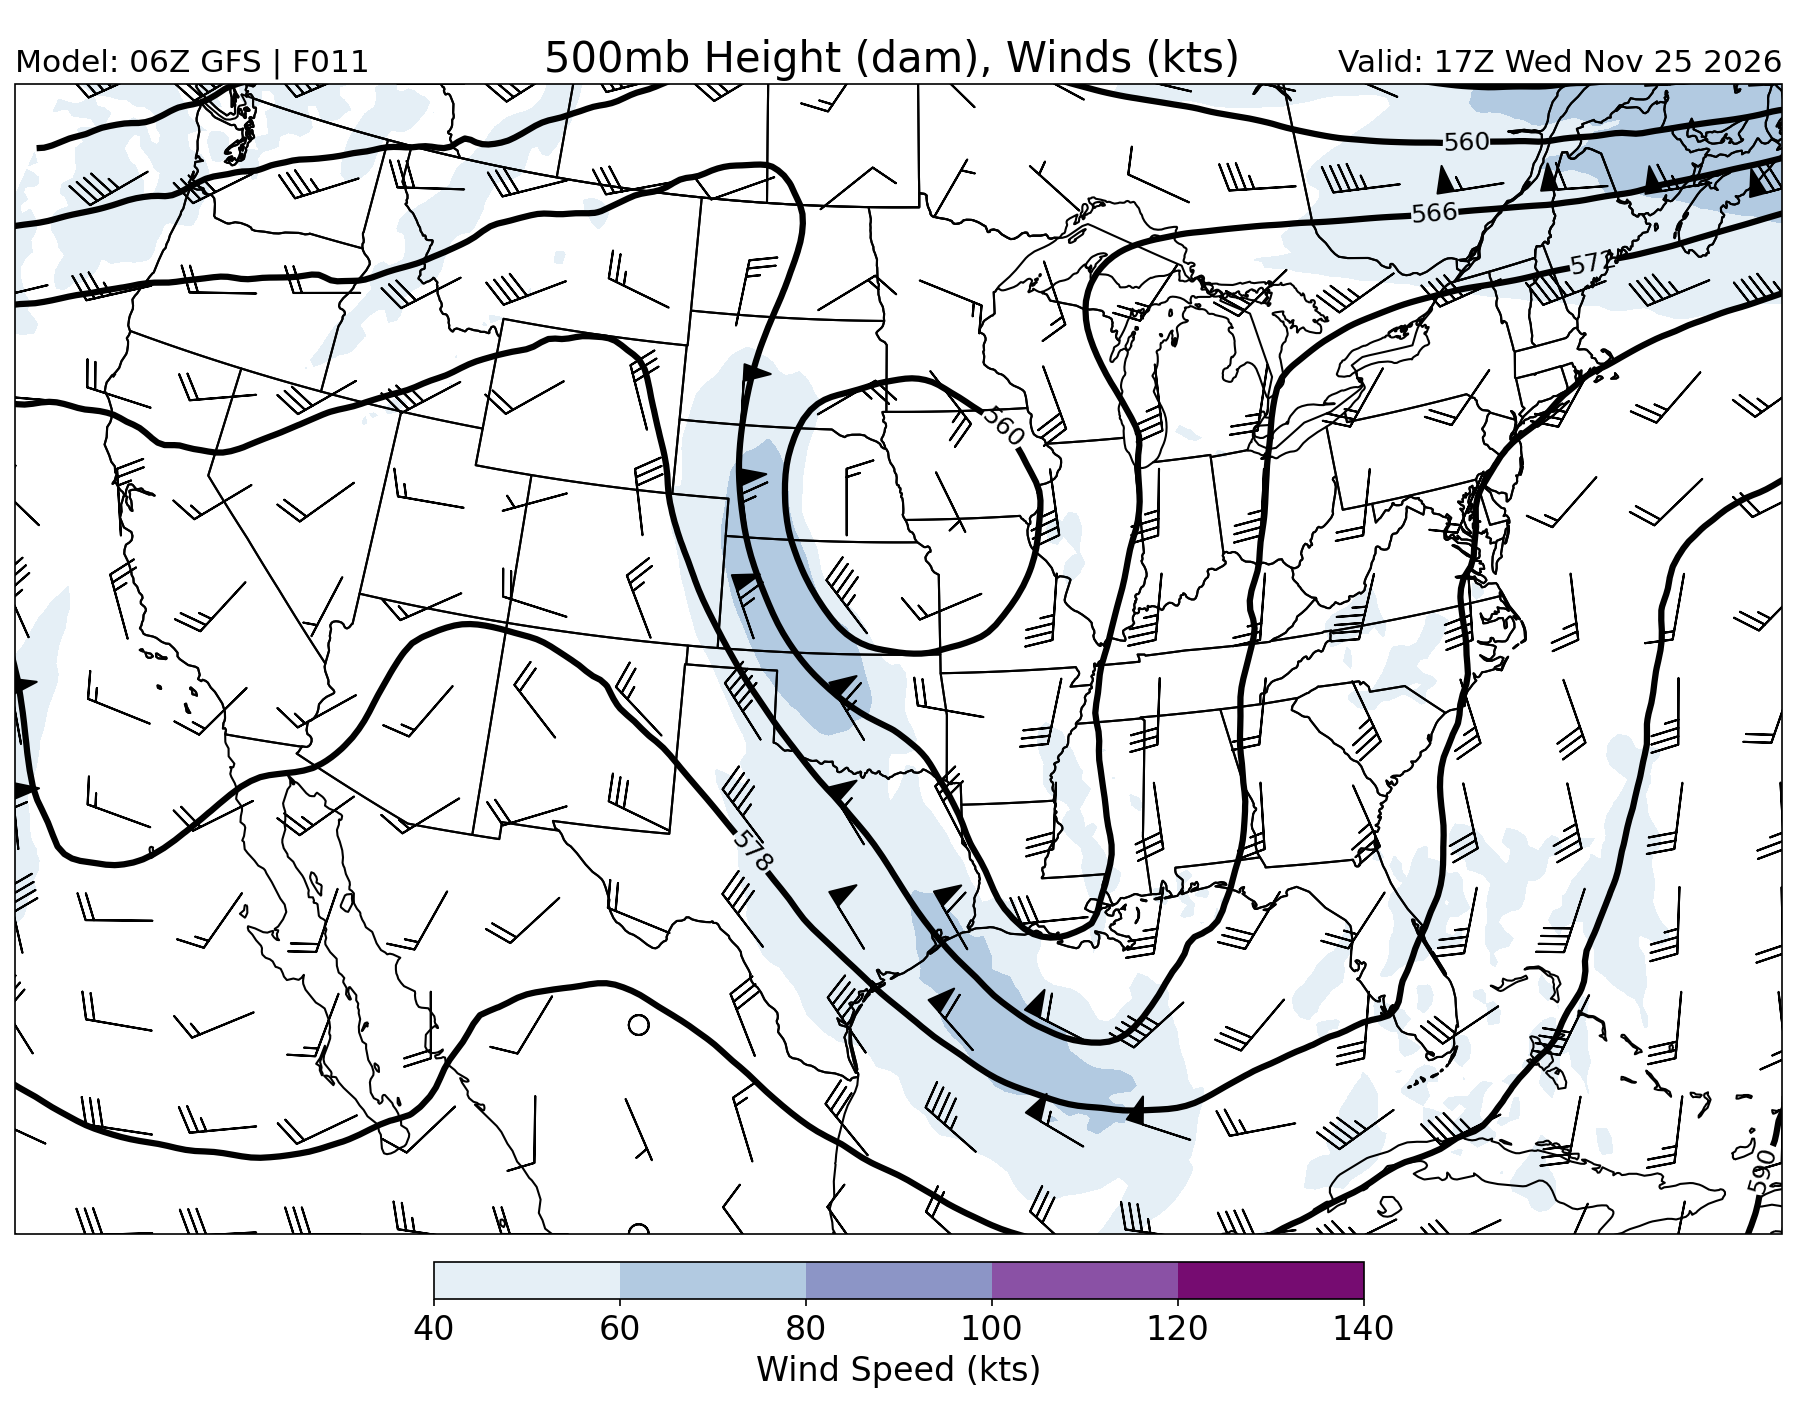 Model: 06Z GFS | F011
500mb Height (dam), Winds (kts)
Valid: 17Z Wed Nov 25 2026
560
566
572
560
578
590
40 60 80 100 120 140
Wind Speed (kts)